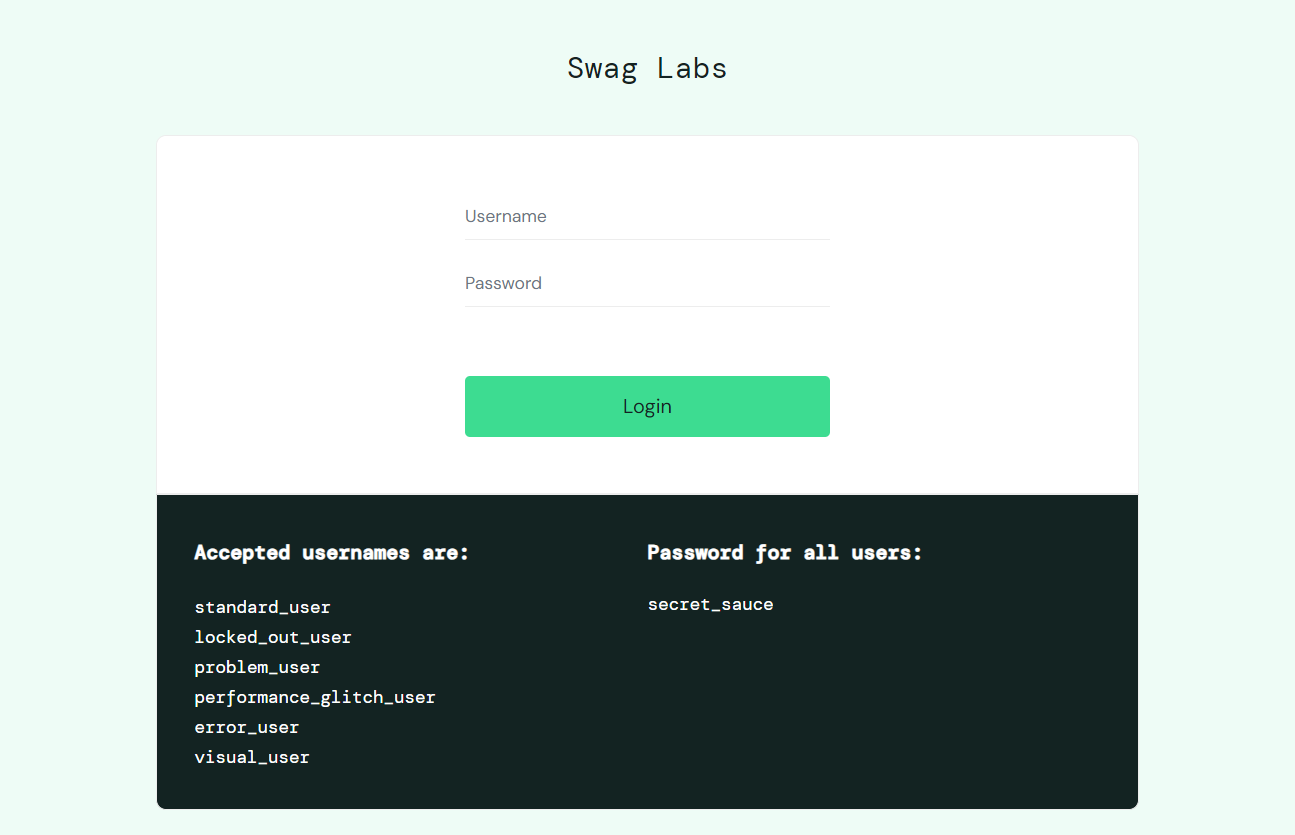 Swag Labs
Username
Password
Login
Accepted usernames are:
standard_user
locked_out_user
problem_user
performance_glitch_user
error_user
visual_user
Password for all users:
secret_sauce